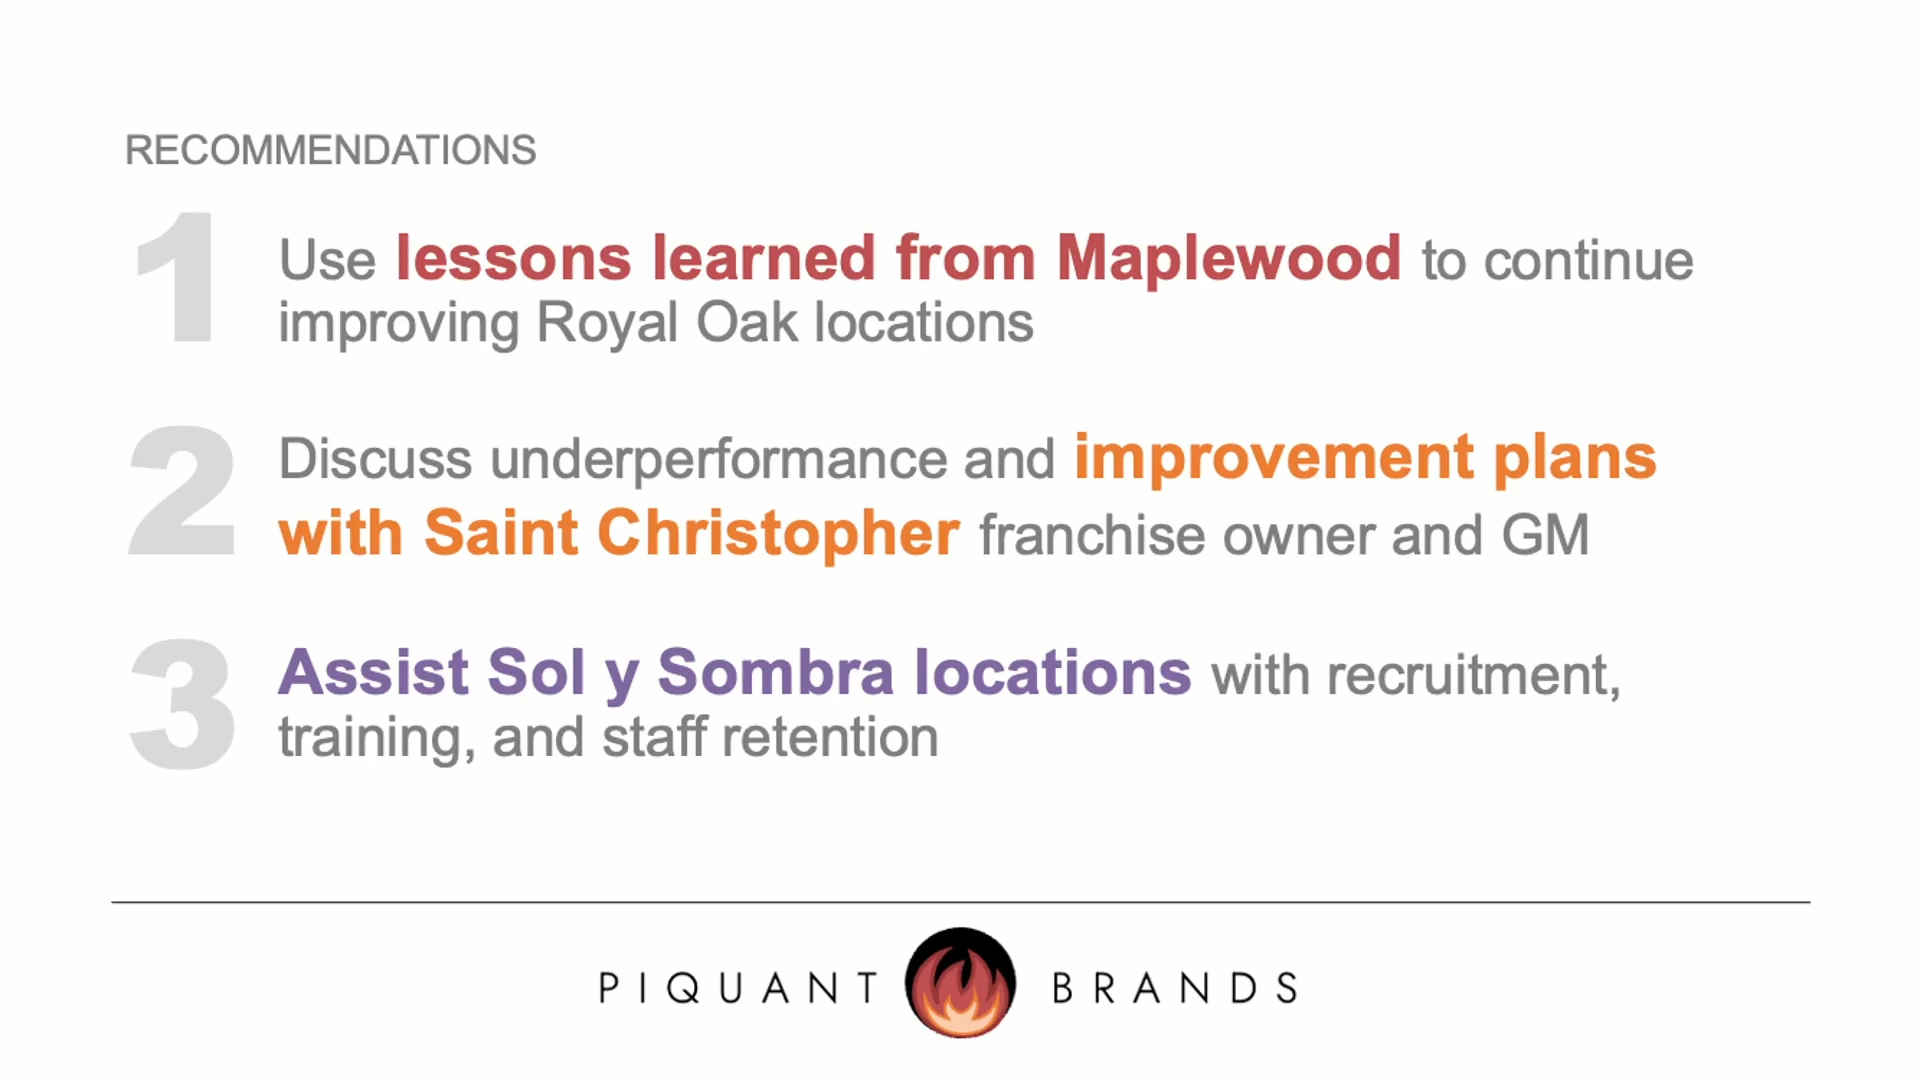 RECOMMENDATIONS
1
Use lessons learned from Maplewood to continue
improving Royal Oak locations
2
Discuss underperformance and improvement plans
with Saint Christopher franchise owner and GM
3
Assist Sol y Sombra locations with recruitment,
training, and staff retention
PIQUANT BRANDS